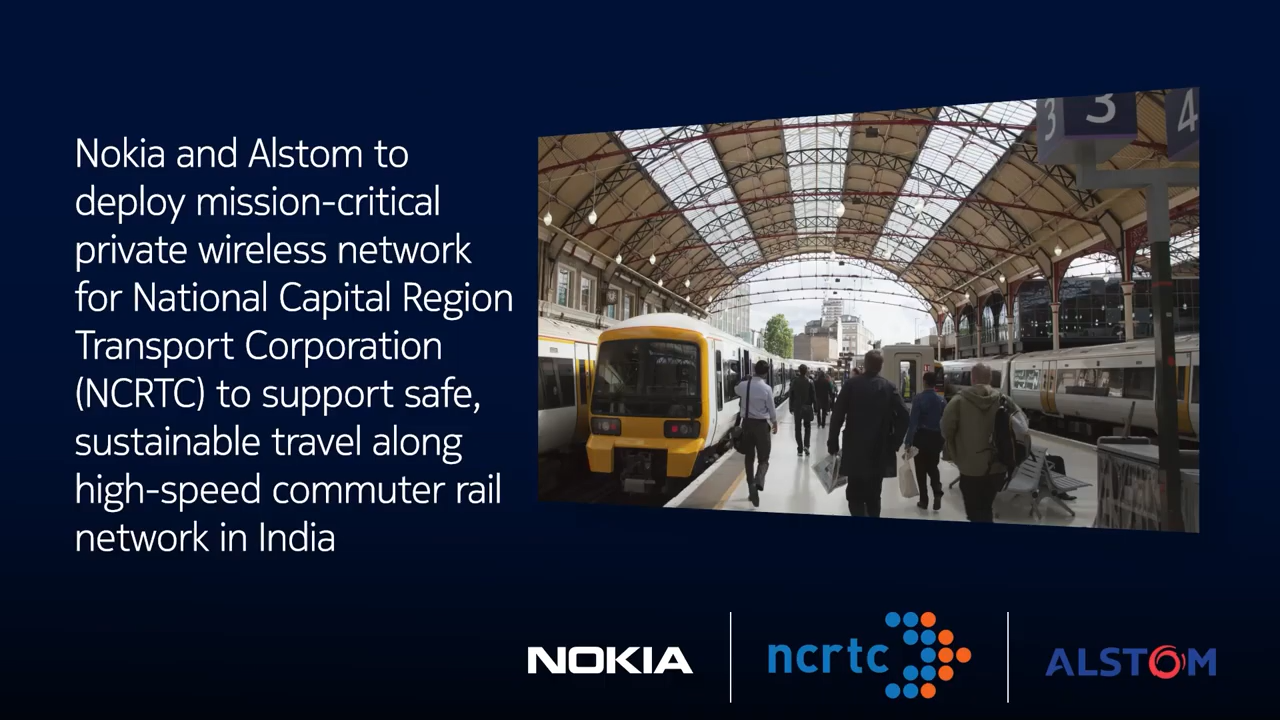 Nokia and Alstom to
deploy mission-critical
private wireless network
for National Capital Region
Transport Corporation
(NCRTC) to support safe,
sustainable travel along
high-speed commuter rail
network in India
3 3 4
NOKIA
ncrtc
ALSTOM